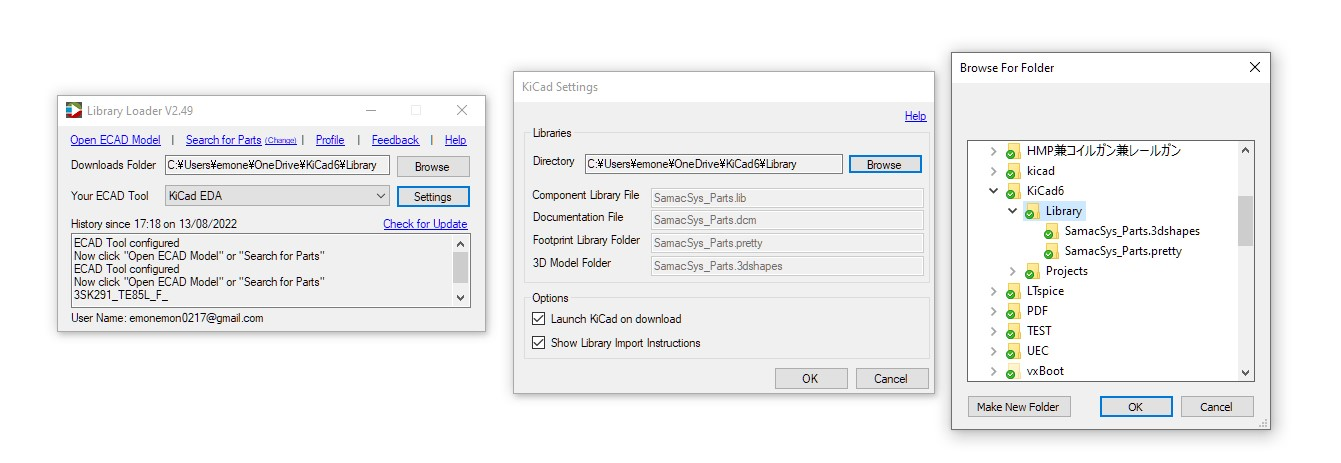 Library Loader V2.49
Open ECAD Model | Search for Parts (Change) | Profile | Feedback | Help
Downloads Folder C:¥Users¥emone¥OneDrive¥KiCad6¥Library Browse
Your ECAD Tool KiCad EDA Settings
History since 17:18 on 13/08/2022 Check for Update
ECAD Tool configured
Now click "Open ECAD Model" or "Search for Parts"
ECAD Tool configured
Now click "Open ECAD Model" or "Search for Parts"
3SK291_TE85L_F_
User Name: emonemon0217@gmail.com
KiCad Settings
Help
Libraries
Directory C:¥Users¥emone¥OneDrive¥KiCad6¥Library Browse
Component Library File SamacSys_Parts.lib
Documentation File SamacSys_Parts.dcm
Footprint Library Folder SamacSys_Parts.pretty
3D Model Folder SamacSys_Parts.3dshapes
Options
Launch KiCad on download
Show Library Import Instructions
OK Cancel
Browse For Folder
HMP兼コイルガン兼レールガン
kicad
KiCad6
Library
SamacSys_Parts.3dshapes
SamacSys_Parts.pretty
Projects
LTspice
PDF
TEST
UEC
vxBoot
Make New Folder OK Cancel